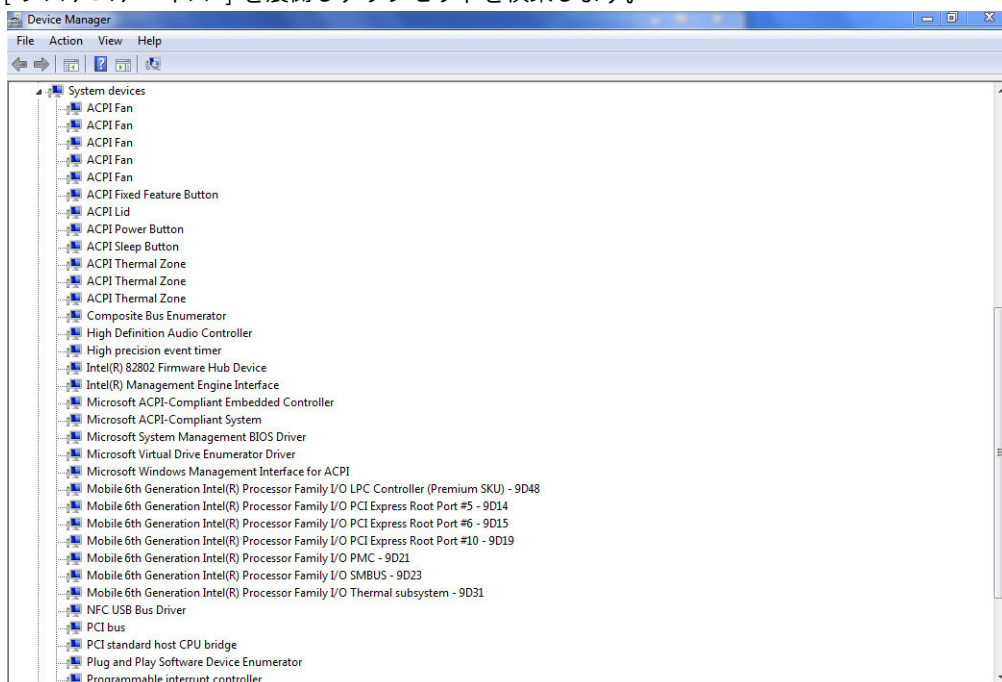 Device Manager
File Action View Help
System devices
ACPI Fan
ACPI Fan
ACPI Fan
ACPI Fan
ACPI Fan
ACPI Fixed Feature Button
ACPI Lid
ACPI Power Button
ACPI Sleep Button
ACPI Thermal Zone
ACPI Thermal Zone
ACPI Thermal Zone
Composite Bus Enumerator
High Definition Audio Controller
High precision event timer
Intel(R) 82802 Firmware Hub Device
Intel(R) Management Engine Interface
Microsoft ACPI-Compliant Embedded Controller
Microsoft ACPI-Compliant System
Microsoft System Management BIOS Driver
Microsoft Virtual Drive Enumerator Driver
Microsoft Windows Management Interface for ACPI
Mobile 6th Generation Intel(R) Processor Family I/O LPC Controller (Premium SKU) - 9D48
Mobile 6th Generation Intel(R) Processor Family I/O PCI Express Root Port #5 - 9D14
Mobile 6th Generation Intel(R) Processor Family I/O PCI Express Root Port #6 - 9D15
Mobile 6th Generation Intel(R) Processor Family I/O PCI Express Root Port #10 - 9D19
Mobile 6th Generation Intel(R) Processor Family I/O PMC - 9D21
Mobile 6th Generation Intel(R) Processor Family I/O SMBUS - 9D23
Mobile 6th Generation Intel(R) Processor Family I/O Thermal subsystem - 9D31
NFC USB Bus Driver
PCI bus
PCI standard host CPU bridge
Plug and Play Software Device Enumerator
Programmable interrupt controller